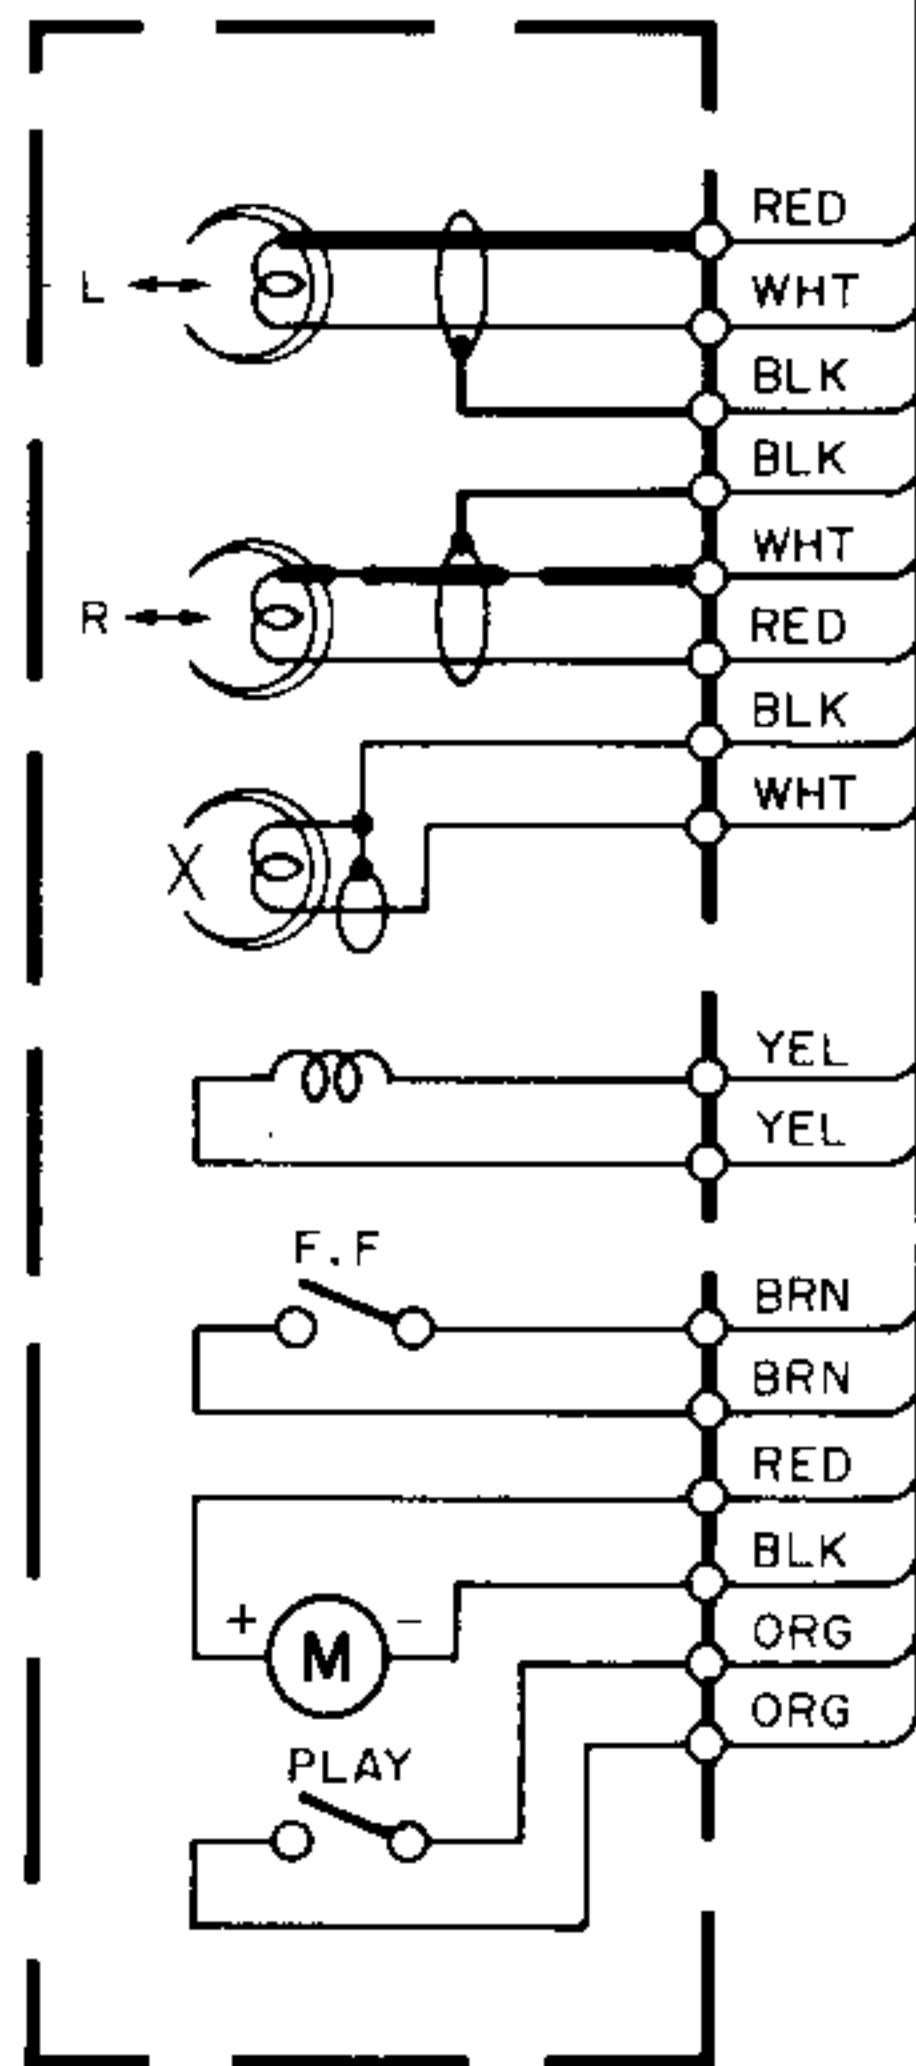 RED
L
WHT
BLK
BLK
WHT
R
RED
BLK
WHT
X
YEL
YEL
F.F
BRN
BRN
RED
BLK
+ M -
ORG
ORG
PLAY